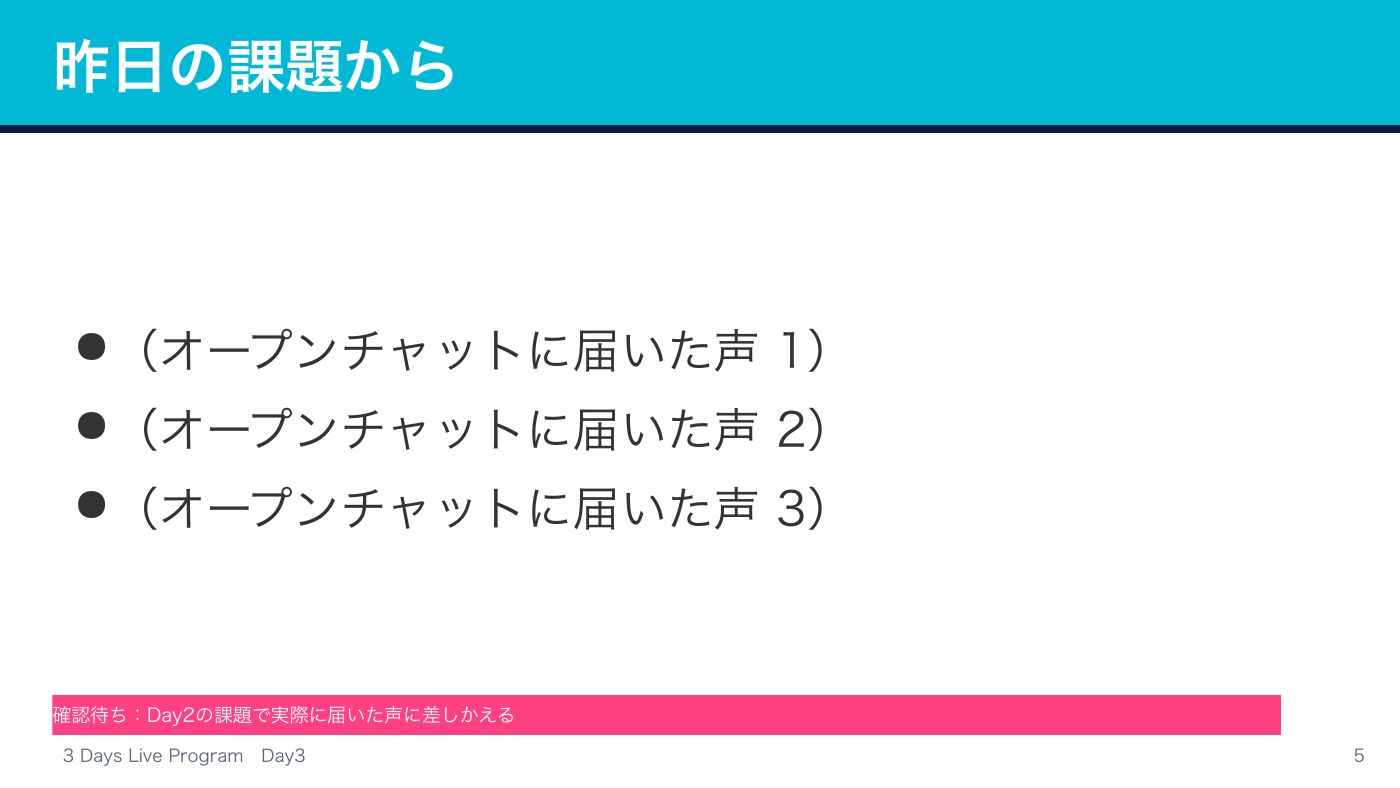 昨日の課題から
● （オープンチャットに届いた声 1）
● （オープンチャットに届いた声 2）
● （オープンチャットに届いた声 3）
確認待ち：Day2の課題で実際に届いた声に差しかえる
3 Days Live Program　Day3
5